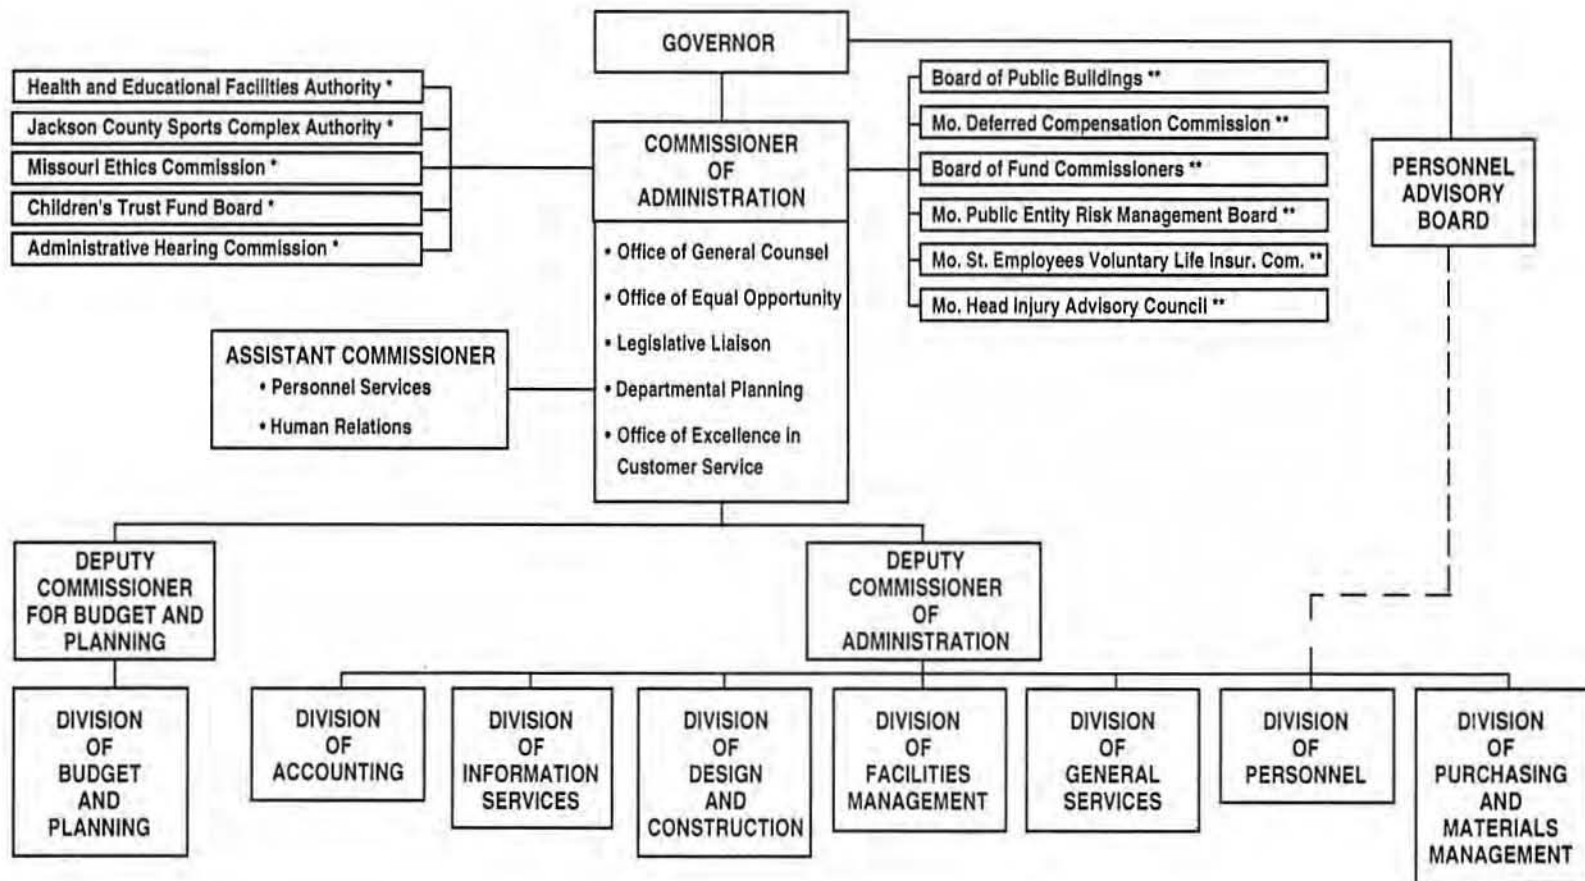 GOVERNOR
Health and Educational Facilities Authority *
Jackson County Sports Complex Authority *
Missouri Ethics Commission *
Children's Trust Fund Board *
Administrative Hearing Commission *
COMMISSIONER
OF
ADMINISTRATION
• Office of General Counsel
• Office of Equal Opportunity
• Legislative Liaison
• Departmental Planning
• Office of Excellence in
Customer Service
Board of Public Buildings **
Mo. Deferred Compensation Commission **
Board of Fund Commissioners **
Mo. Public Entity Risk Management Board **
Mo. St. Employees Voluntary Life Insur. Com. **
Mo. Head Injury Advisory Council **
PERSONNEL
ADVISORY
BOARD
ASSISTANT COMMISSIONER
• Personnel Services
• Human Relations
DEPUTY
COMMISSIONER
FOR BUDGET AND
PLANNING
DEPUTY
COMMISSIONER
OF
ADMINISTRATION
DIVISION
OF
BUDGET
AND
PLANNING
DIVISION
OF
ACCOUNTING
DIVISION
OF
INFORMATION
SERVICES
DIVISION
OF
DESIGN
AND
CONSTRUCTION
DIVISION
OF
FACILITIES
MANAGEMENT
DIVISION
OF
GENERAL
SERVICES
DIVISION
OF
PERSONNEL
DIVISION
OF
PURCHASING
AND
MATERIALS
MANAGEMENT